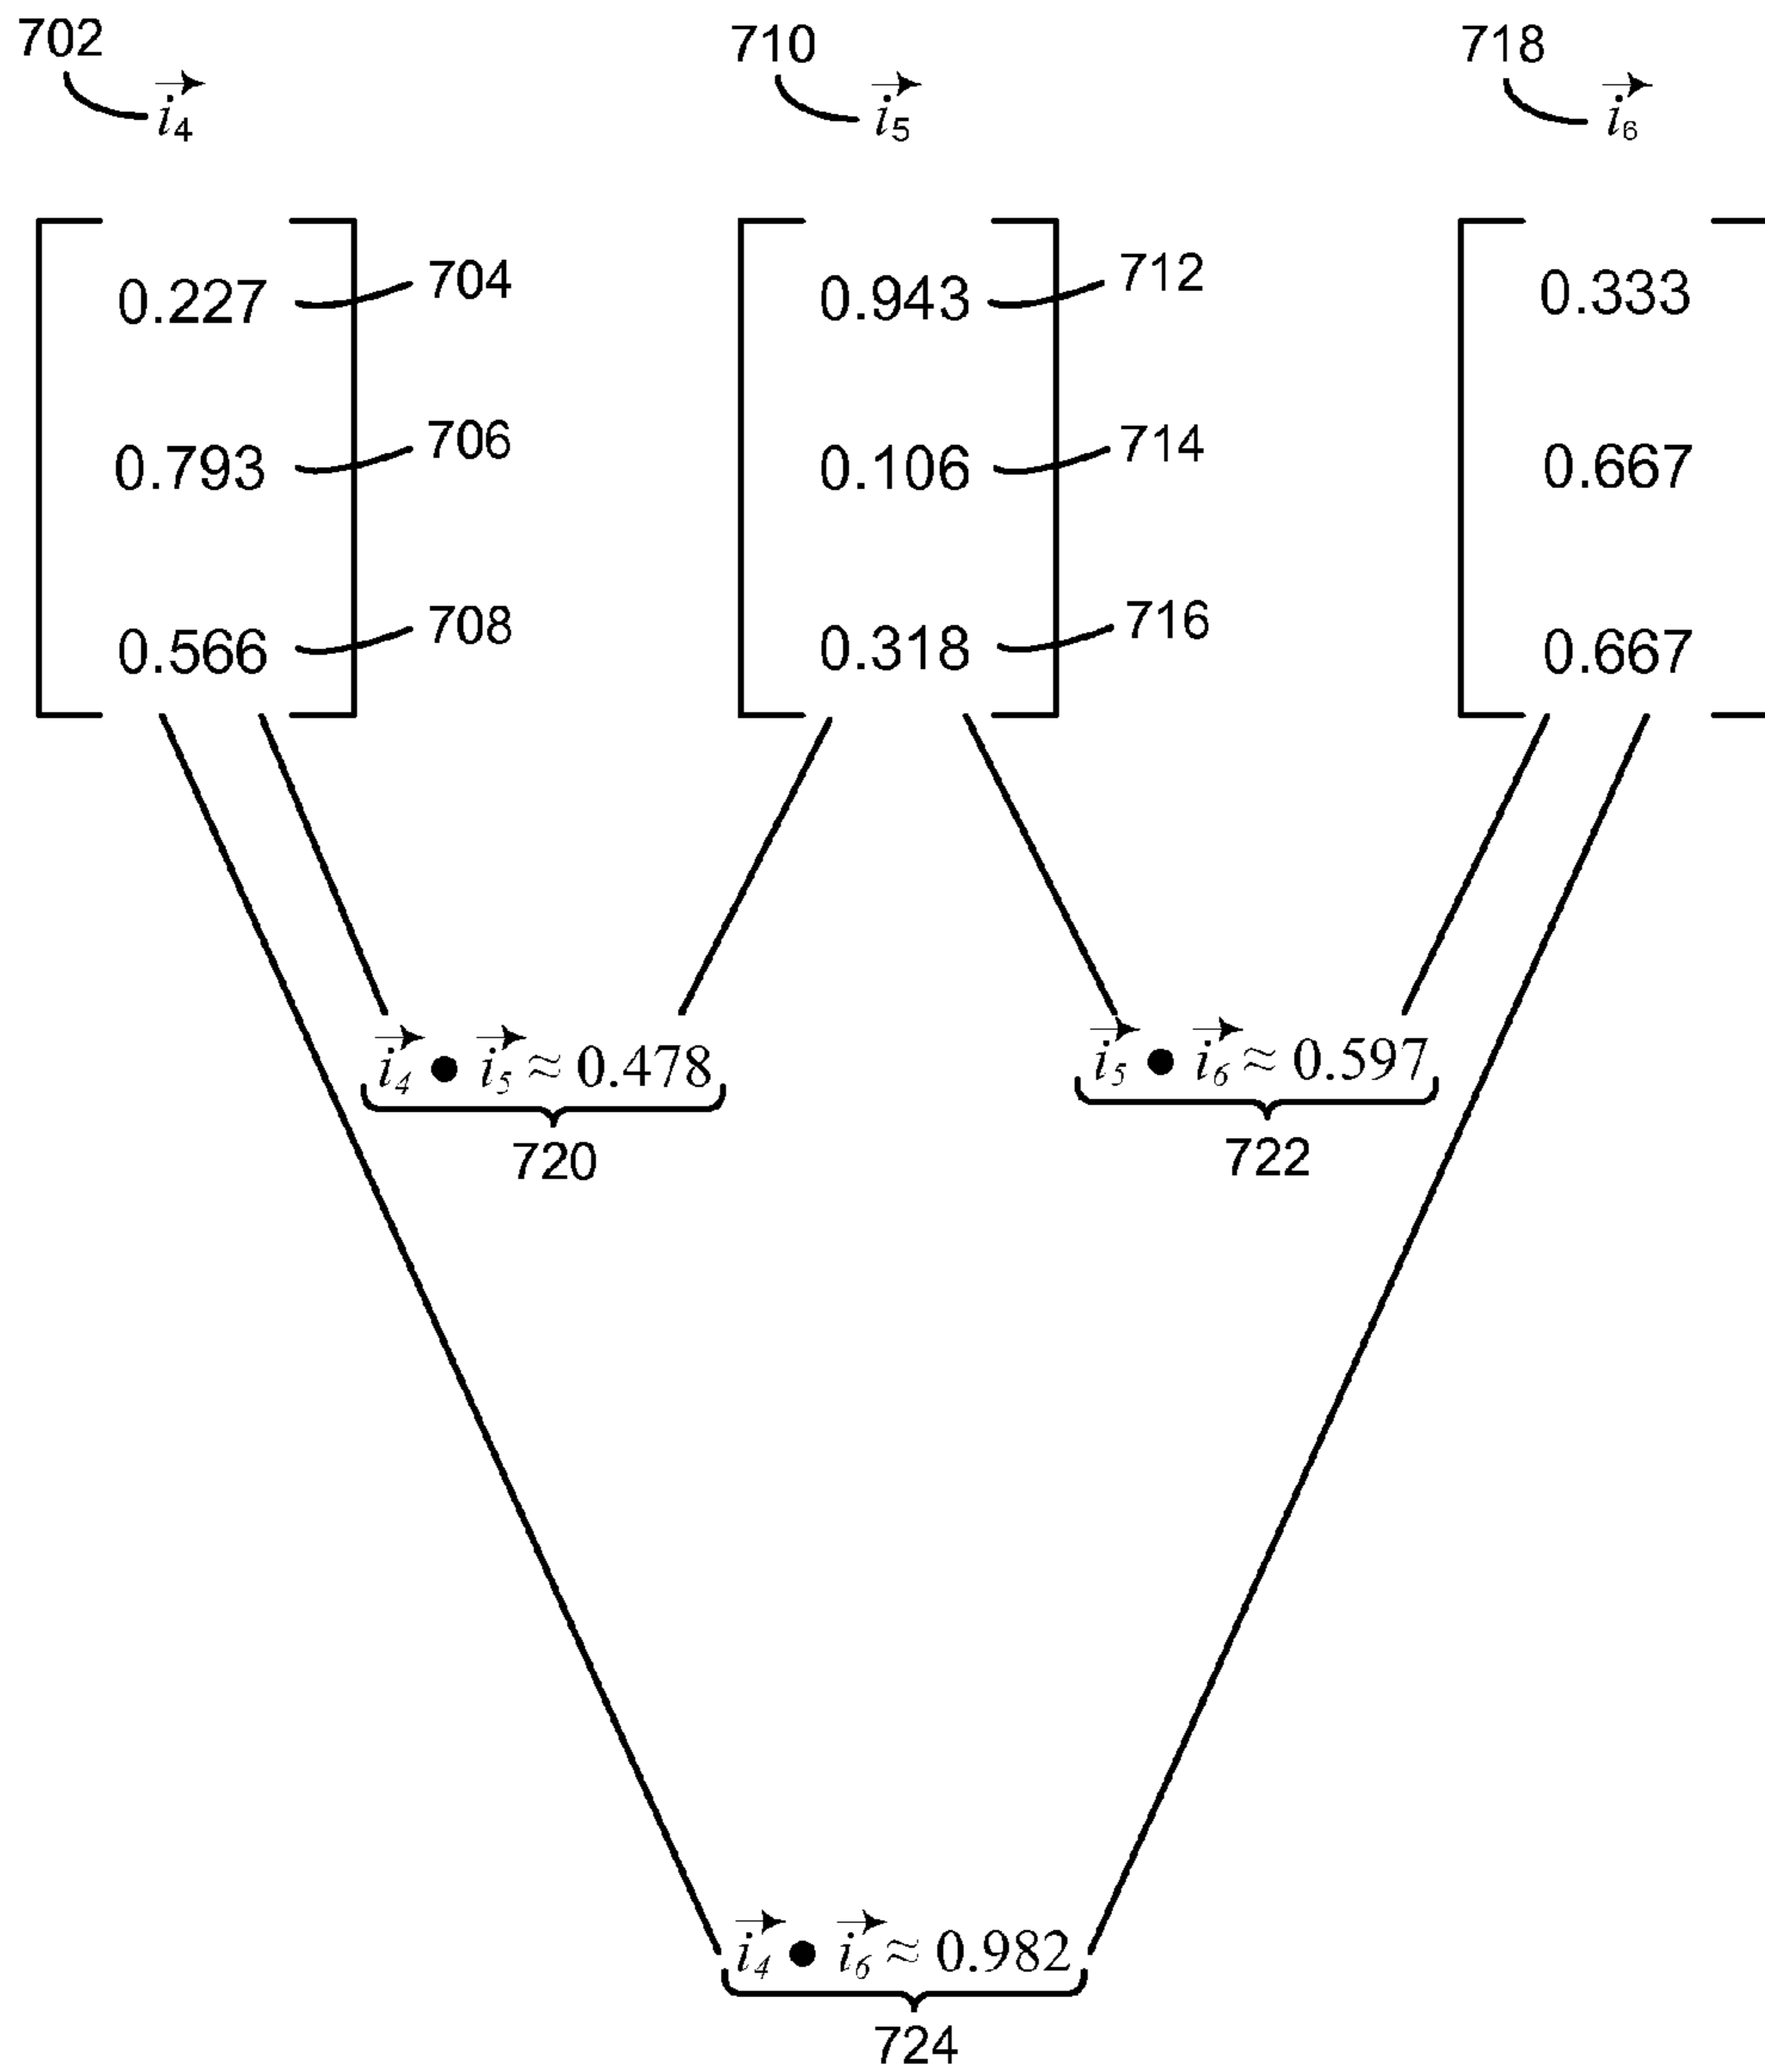 702 710 718
i₄ i₅ i₆
0.227 704 0.943 712 0.333
0.793 706 0.106 714 0.667
0.566 708 0.318 716 0.667
i₄ ● i₅ ≈ 0.478 i₅ ● i₆ ≈ 0.597
720 722
i₄ ● i₆ ≈ 0.982
724